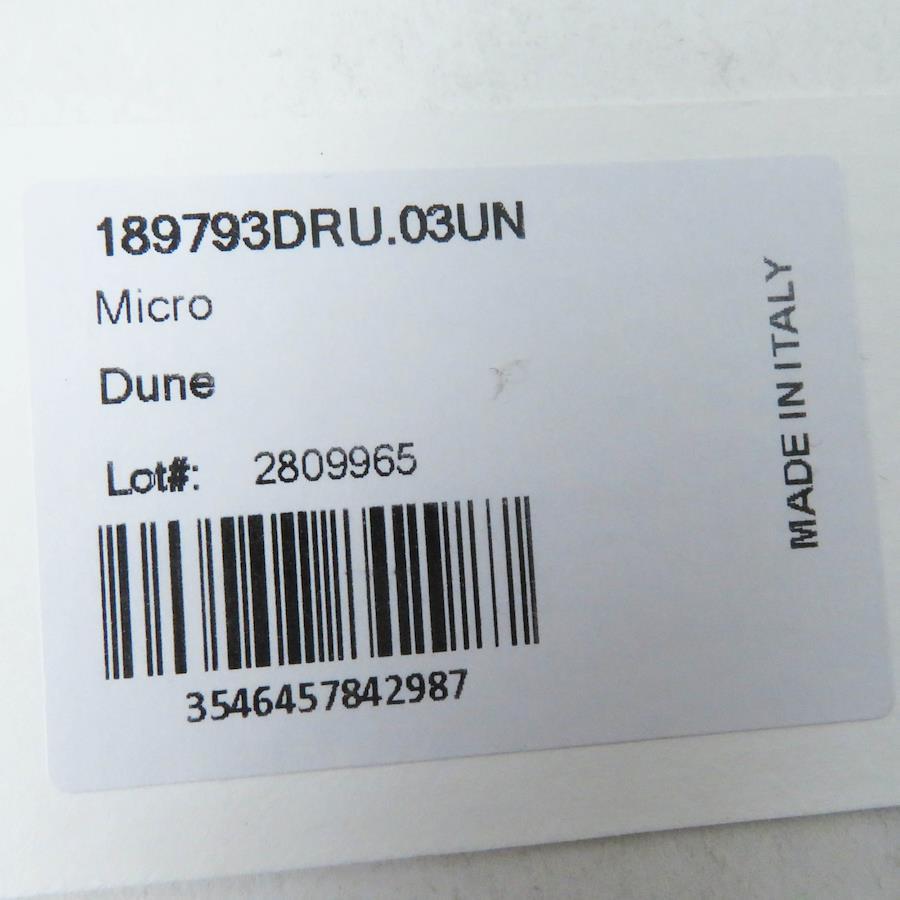 189793DRU.03UN
Micro
Dune
Lot#: 2809965
3546457842987
MADE IN ITALY